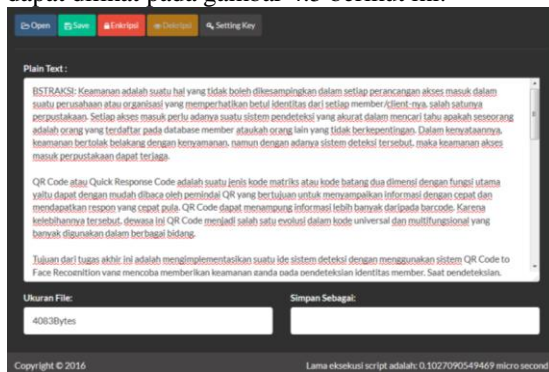 dapat dilihat pada gambar 4.3 berikut ini.
Open Save Enkripsi Dekripsi Setting Key
Plain Text :
BSTRAKSI: Keamanan adalah suatu hal yang tidak boleh dikesampingkan dalam setiap perancangan akses masuk dalam
suatu perusahaan atau organisasi yang memperhatikan betul identitas dari setiap member/client-nya, salah satunya
perpustakaan. Setiap akses masuk perlu adanya suatu sistem pendeteksi yang akurat dalam mencari tahu apakah seseorang
adalah orang yang terdaftar pada database member ataukah orang lain yang tidak berkepentingan. Dalam kenyataannya,
keamanan bertolak belakang dengan kenyamanan, namun dengan adanya sistem deteksi tersebut, maka keamanan akses
masuk perpustakaan dapat terjaga.
QR Code atau Quick Response Code adalah suatu jenis kode matriks atau kode batang dua dimensi dengan fungsi utama
yaitu dapat dengan mudah dibaca oleh pemindai QR yang bertujuan untuk menyampaikan informasi dengan cepat dan
mendapatkan respon yang cepat pula. QR Code dapat menampung informasi lebih banyak daripada barcode. Karena
kelebihannya tersebut, dewasa ini QR Code menjadi salah satu evolusi dalam kode universal dan multifungsional yang
banyak digunakan dalam berbagai bidang.
Tujuan dari tugas akhir ini adalah mengimplementasikan suatu ide sistem deteksi dengan menggunakan sistem QR Code to
Face Recognition yang mencoba memberikan keamanan ganda pada pendeteksian identitas member. Saat pendeteksian,
Ukuran File: Simpan Sebagai:
4083Bytes
Copyright © 2016 Lama eksekusi script adalah: 0.1027090549469 micro second